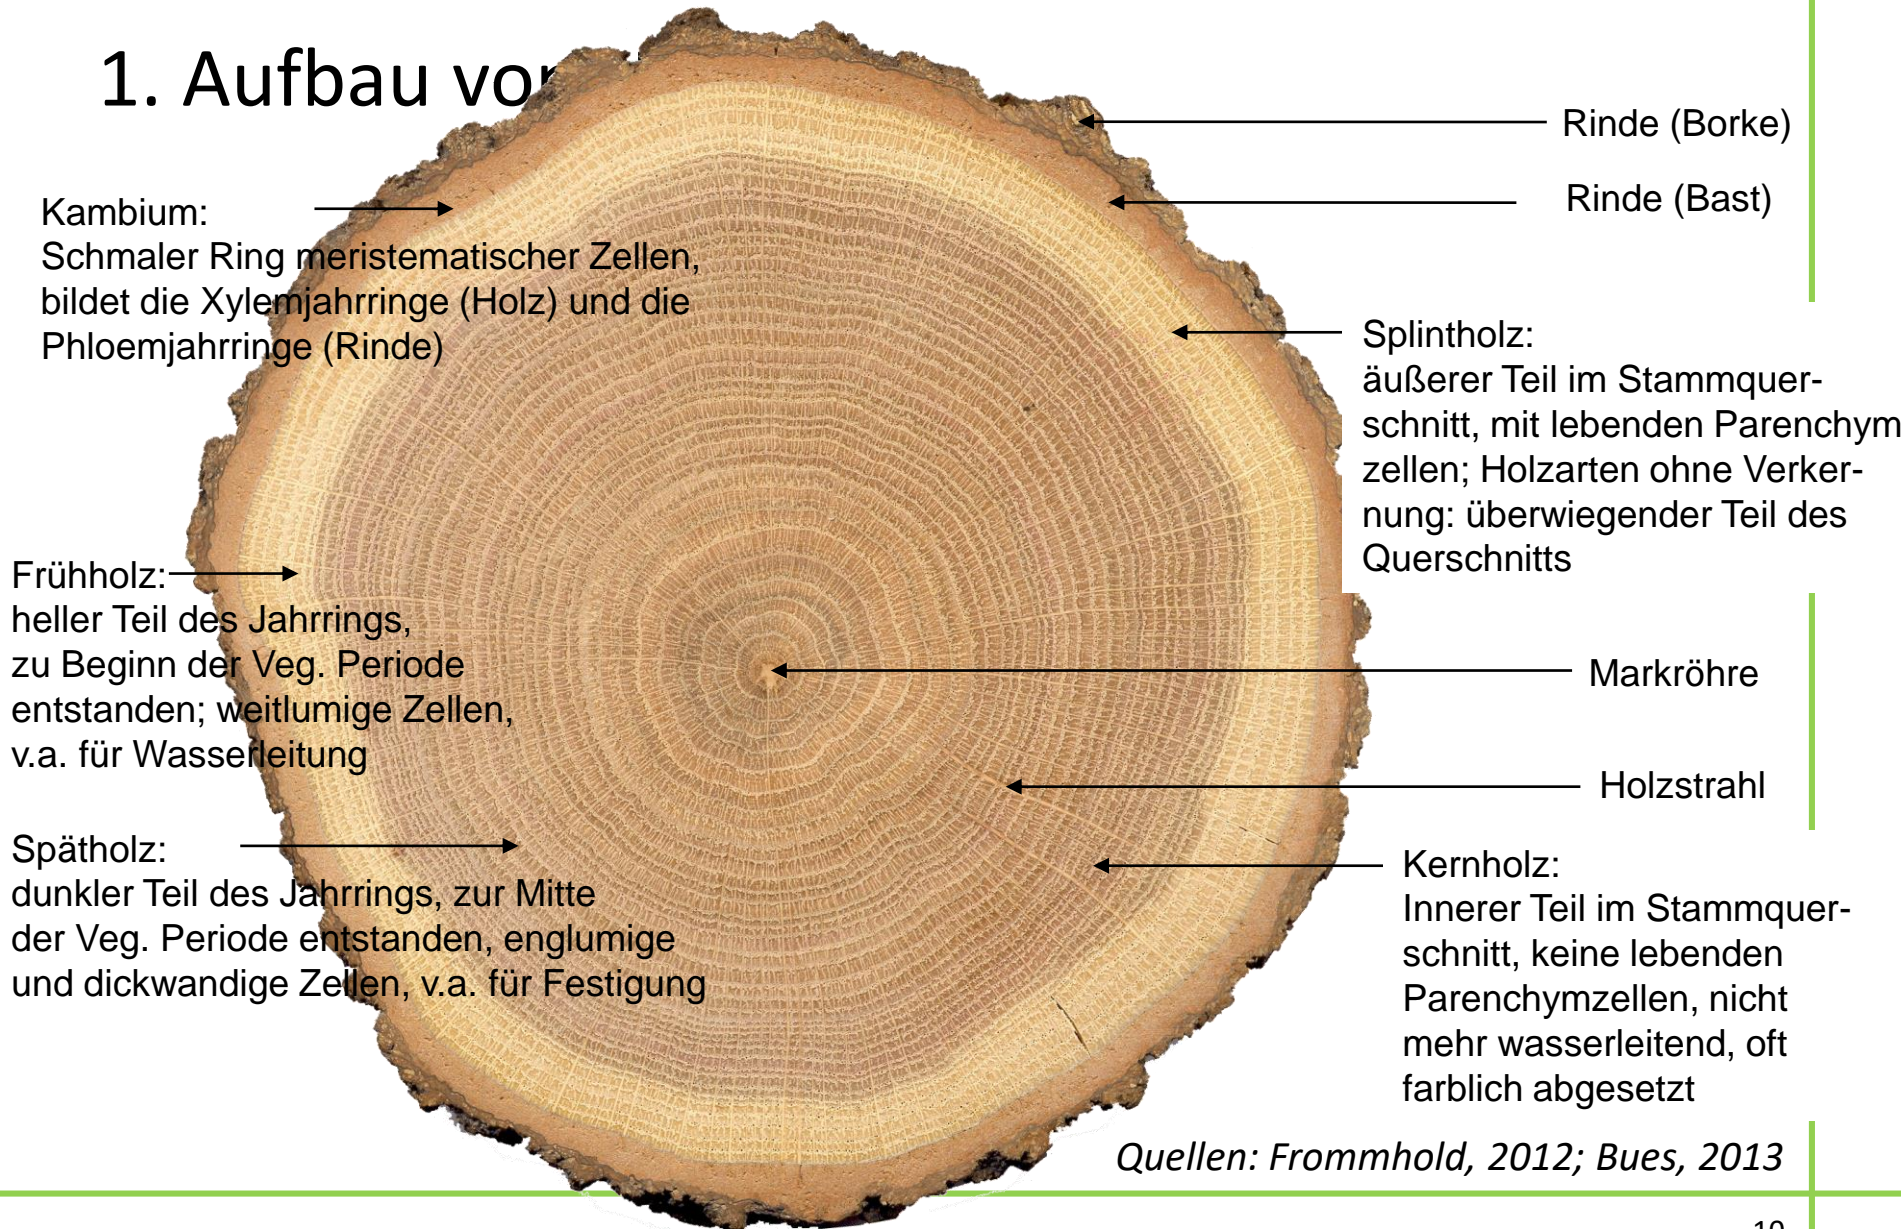 1. Aufbau von
Rinde (Borke)
Rinde (Bast)
Kambium:
Schmaler Ring meristematischer Zellen,
bildet die Xylemjahrringe (Holz) und die
Phloemjahrringe (Rinde)
Splintholz:
äußerer Teil im Stammquer-
schnitt, mit lebenden Parenchym
zellen; Holzarten ohne Verker-
nung: überwiegender Teil des
Querschnitts
Frühholz:
heller Teil des Jahrrings,
zu Beginn der Veg. Periode
entstanden; weitlumige Zellen,
v.a. für Wasserleitung
Markröhre
Holzstrahl
Spätholz:
dunkler Teil des Jahrrings, zur Mitte
der Veg. Periode entstanden, englumige
und dickwandige Zellen, v.a. für Festigung
Kernholz:
Innerer Teil im Stammquer-
schnitt, keine lebenden
Parenchymzellen, nicht
mehr wasserleitend, oft
farblich abgesetzt
Quellen: Frommhold, 2012; Bues, 2013
10